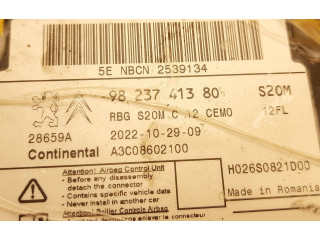 5E NBCN 2539134
98 237 413 80 S20M
RBG S20M C 12 CEMO 12FL
28659A 2022-10-29-09
Continental A3C08602100
Attention! Airbag Control Unit
- Before any disassembly
detach the connector
- Contains specific vehicle
data
- Never install in another
car
H026S0821D00
Made in Romania